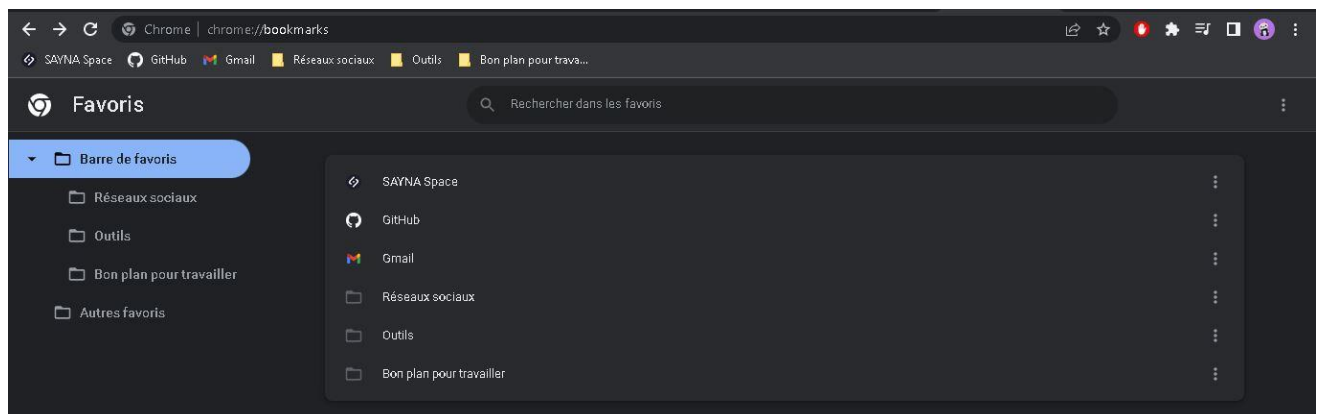 Chrome | chrome://bookmarks
SAYNA Space GitHub Gmail Réseaux sociaux Outils Bon plan pour trava...
Favoris
Rechercher dans les favoris
Barre de favoris
Réseaux sociaux
Outils
Bon plan pour travailler
Autres favoris
SAYNA Space
GitHub
Gmail
Réseaux sociaux
Outils
Bon plan pour travailler